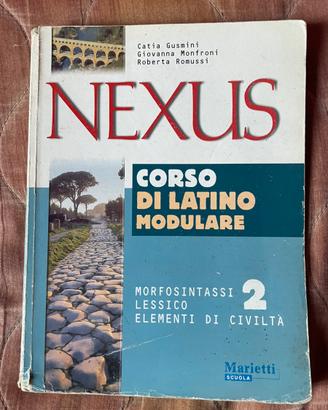 Catia Gusmini
Giovanna Monfroni
Roberta Romussi
NEXUS
CORSO
DI LATINO
MODULARE
MORFOSINTASSI 2
LESSICO
ELEMENTI DI CIVILTÀ
Marietti
SCUOLA